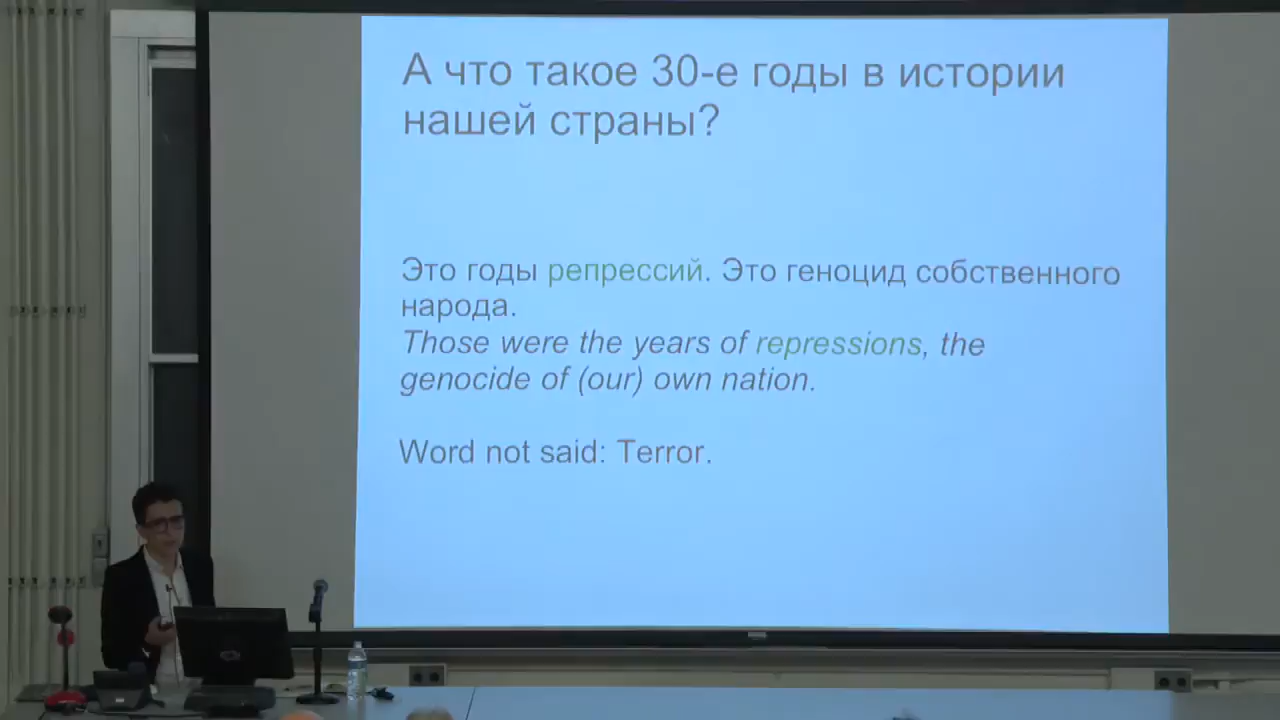 А что такое 30-е годы в истории
нашей страны?
Это годы репрессий. Это геноцид собственного
народа.
Those were the years of repressions, the
genocide of (our) own nation.
Word not said: Terror.